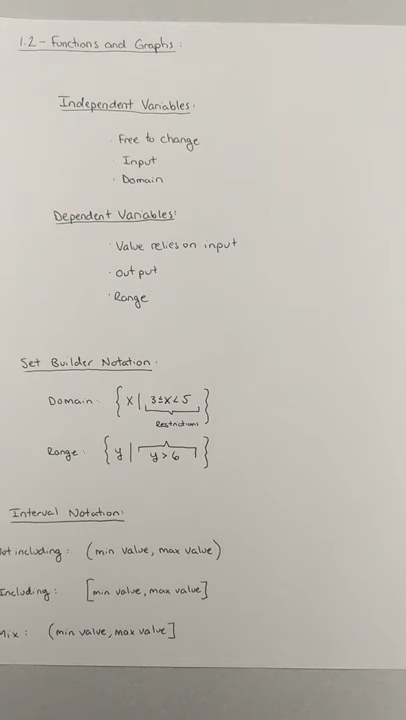 1.2 - Functions and Graphs:
Independent Variables:
· Free to change
· Input
· Domain
Dependent Variables:
· Value relies on input
· output
· Range
Set Builder Notation:
Domain: {x | 3≤x<5}
Restrictions
Range: {y | y>6}
Interval Notation:
Not including: (min value, max value)
Including: [min value, max value]
Mix: (min value, max value]